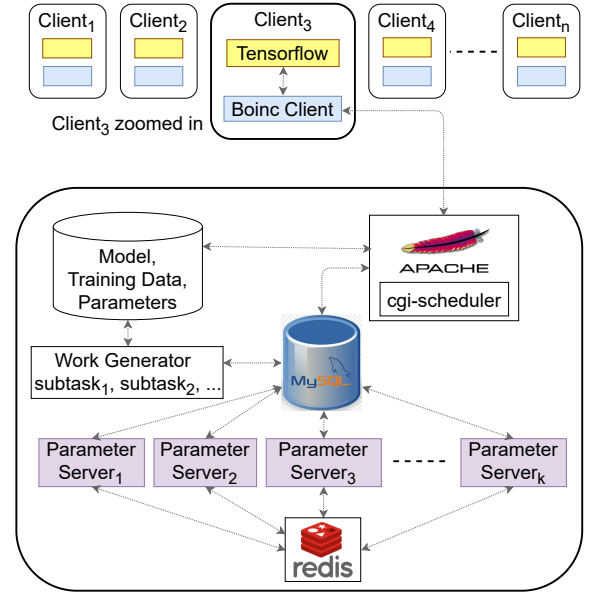 Client₁
Client₂
Client₃
Client₄
Clientₙ
Tensorflow
Boinc Client
Client₃ zoomed in
Model,
Training Data,
Parameters
APACHE
cgi-scheduler
Work Generator
subtask₁, subtask₂, ...
MySQL
Parameter
Server₁
Parameter
Server₂
Parameter
Server₃
Parameter
Serverₖ
redis